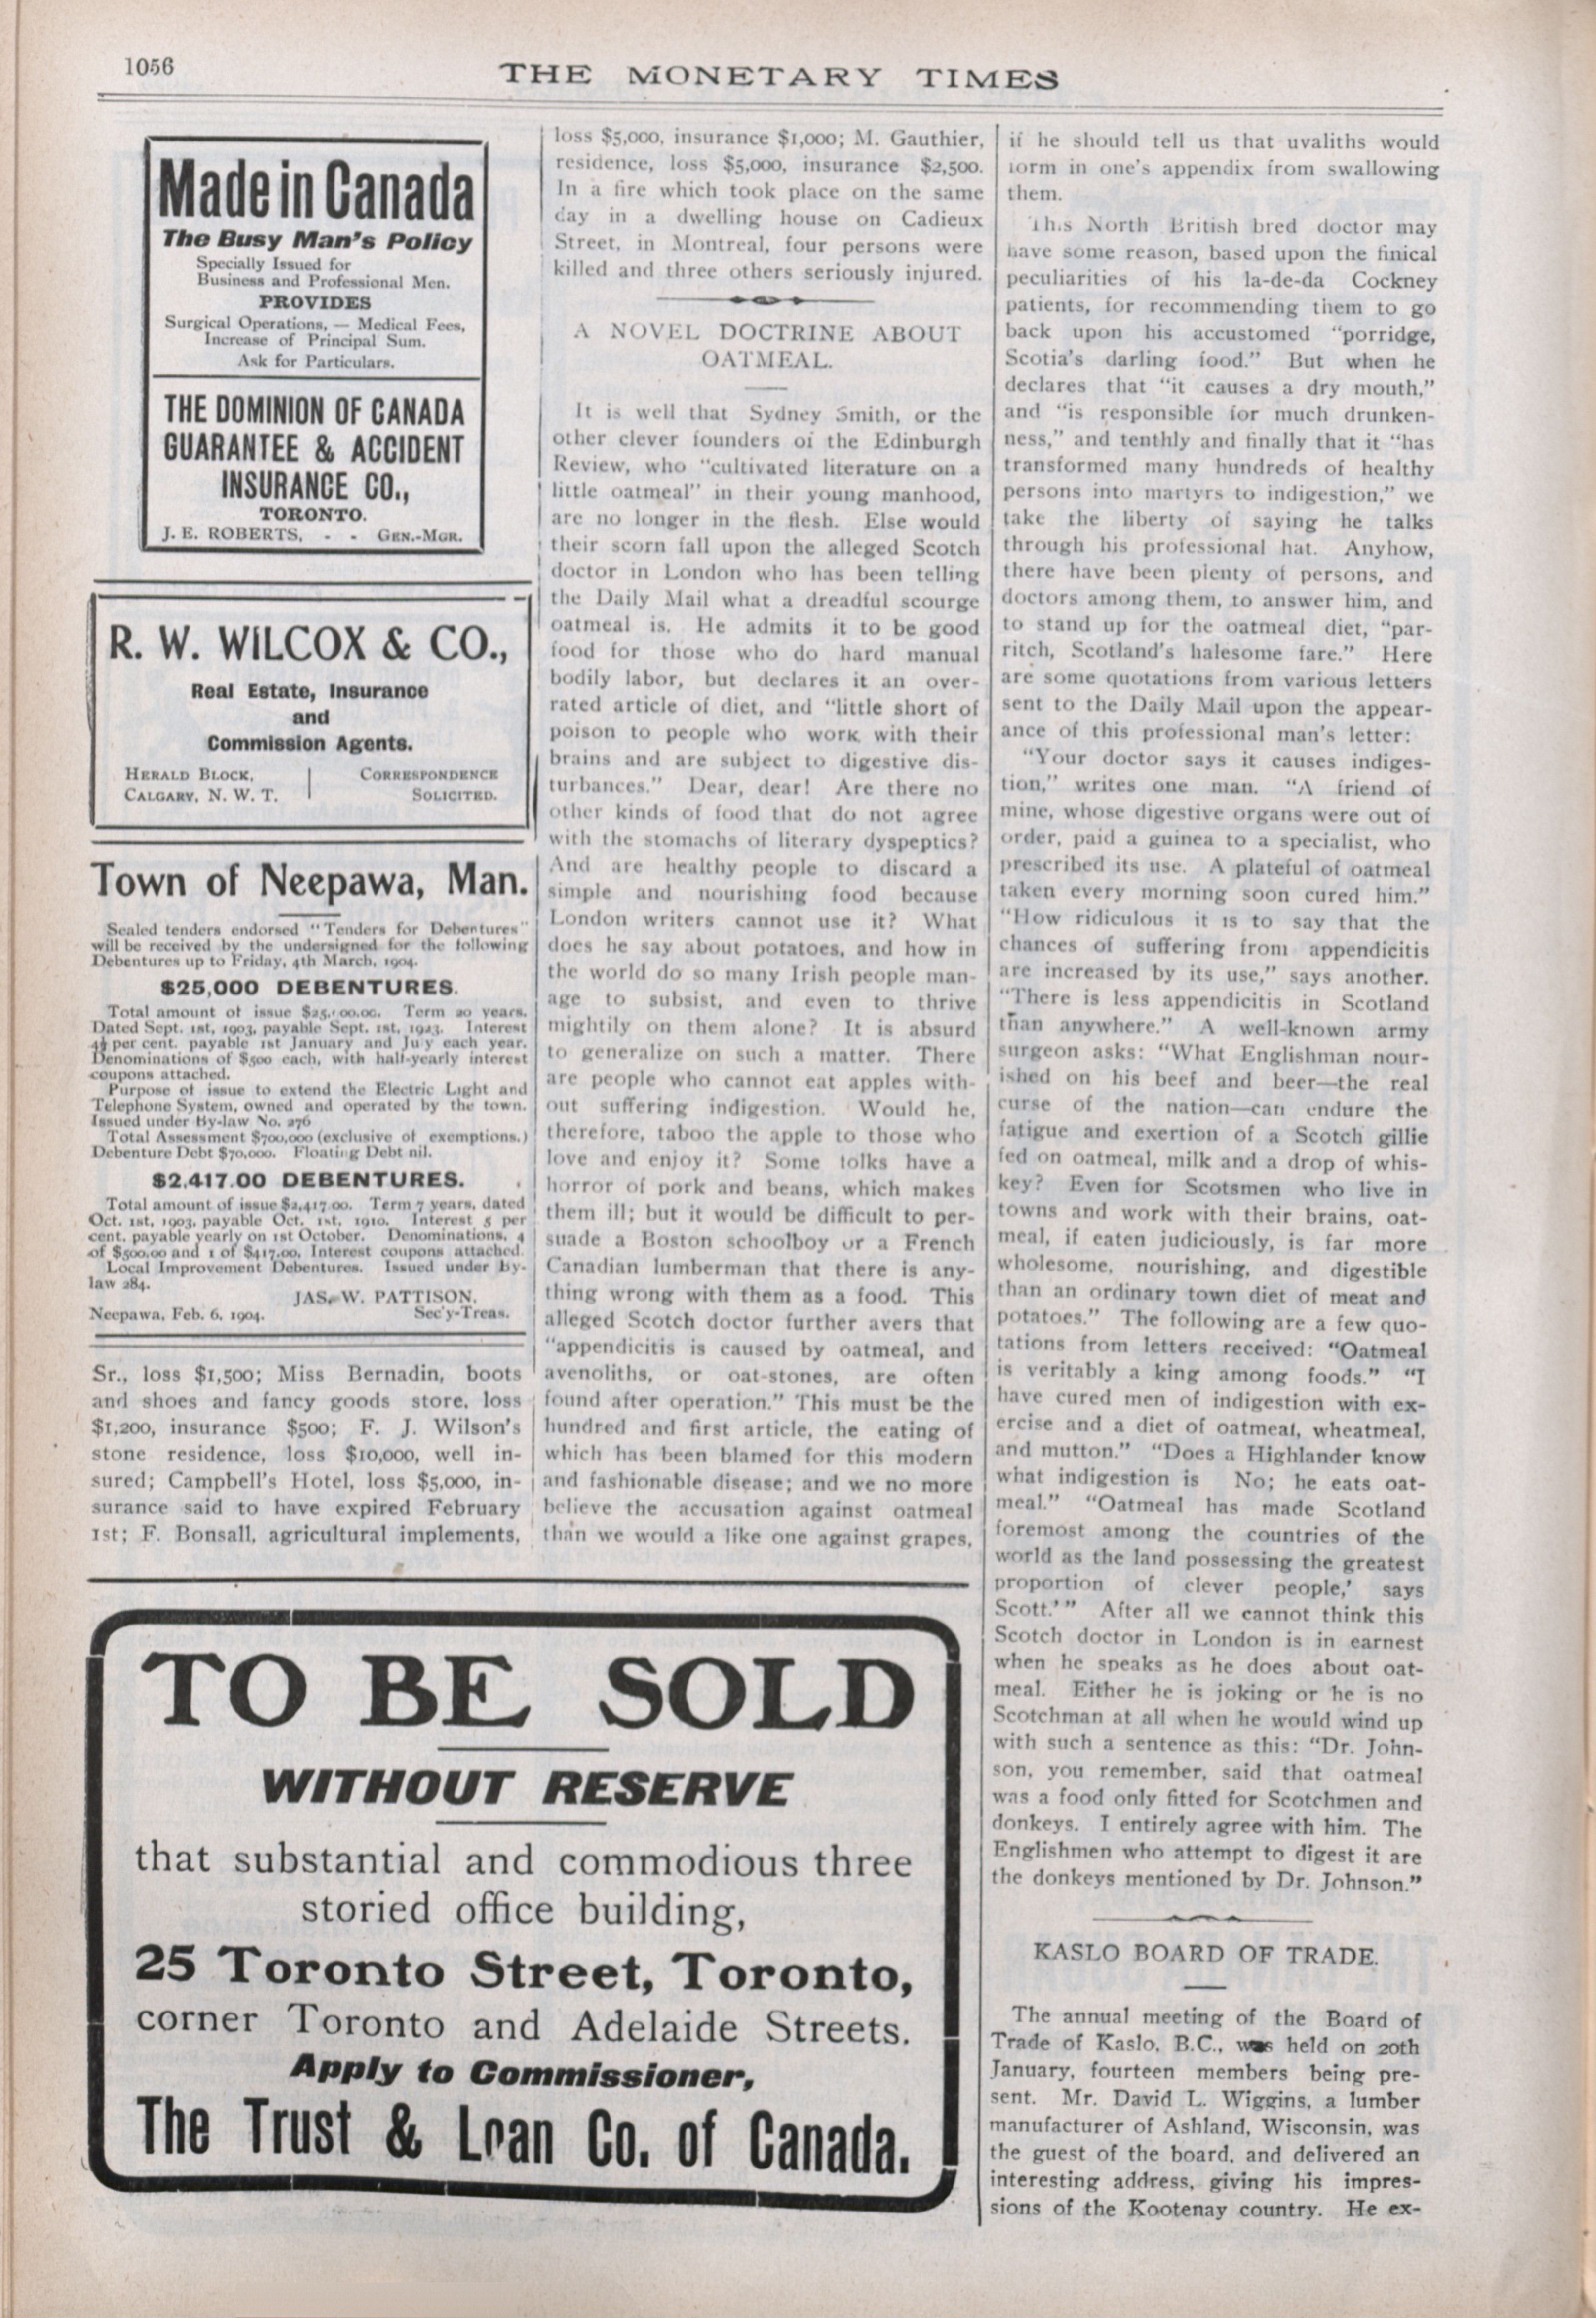 1056
THE MONETARY TIMES
Made in Canada
The Busy Man's Policy
Specially Issued for
Business and Professional Men.
PROVIDES
Surgical Operations, — Medical Fees,
Increase of Principal Sum.
Ask for Particulars.
THE DOMINION OF CANADA
GUARANTEE & ACCIDENT
INSURANCE CO.,
TORONTO.
J. E. ROBERTS, - - GEN.-MGR.
R. W. WILCOX & CO.,
Real Estate, Insurance
and
Commission Agents.
HERALD BLOCK,
CALGARY, N. W. T.
CORRESPONDENCE
SOLICITED.
Town of Neepawa, Man.
Sealed tenders endorsed "Tenders for Debentures"
will be received by the undersigned for the following
Debentures up to Friday, 4th March, 1904.
$25,000 DEBENTURES.
Total amount of issue $25,000.00. Term 20 years.
Dated Sept. 1st, 1903, payable Sept. 1st, 1923. Interest
4½ per cent. payable 1st January and July each year.
Denominations of $500 each, with half-yearly interest
coupons attached.
Purpose of issue to extend the Electric Light and
Telephone System, owned and operated by the town.
Issued under By-law No. 276
Total Assessment $700,000 (exclusive of exemptions.)
Debenture Debt $70,000. Floating Debt nil.
$2,417.00 DEBENTURES.
Total amount of issue $2,417.00. Term 7 years, dated
Oct. 1st, 1903, payable Oct. 1st, 1910. Interest 5 per
cent. payable yearly on 1st October. Denominations, 4
of $500.00 and 1 of $417.00. Interest coupons attached.
Local Improvement Debentures. Issued under by-
law 284.
JAS. W. PATTISON,
Neepawa, Feb. 6, 1904. Sec'y-Treas.
Sr., loss $1,500; Miss Bernadin, boots
and shoes and fancy goods store, loss
$1,200, insurance $500; F. J. Wilson's
stone residence, loss $10,000, well in-
sured; Campbell's Hotel, loss $5,000, in-
surance said to have expired February
1st; F. Bonsall, agricultural implements,
loss $5,000, insurance $1,000; M. Gauthier,
residence, loss $5,000, insurance $2,500.
In a fire which took place on the same
day in a dwelling house on Cadieux
Street, in Montreal, four persons were
killed and three others seriously injured.
A NOVEL DOCTRINE ABOUT
OATMEAL.
It is well that Sydney Smith, or the
other clever founders of the Edinburgh
Review, who "cultivated literature on a
little oatmeal" in their young manhood,
are no longer in the flesh. Else would
their scorn fall upon the alleged Scotch
doctor in London who has been telling
the Daily Mail what a dreadful scourge
oatmeal is. He admits it to be good
food for those who do hard manual
bodily labor, but declares it an over-
rated article of diet, and "little short of
poison to people who work with their
brains and are subject to digestive dis-
turbances." Dear, dear! Are there no
other kinds of food that do not agree
with the stomachs of literary dyspeptics?
And are healthy people to discard a
simple and nourishing food because
London writers cannot use it? What
does he say about potatoes, and how in
the world do so many Irish people man-
age to subsist, and even to thrive
mightily on them alone? It is absurd
to generalize on such a matter. There
are people who cannot eat apples with-
out suffering indigestion. Would he,
therefore, taboo the apple to those who
love and enjoy it? Some folks have a
horror of pork and beans, which makes
them ill; but it would be difficult to per-
suade a Boston schoolboy or a French
Canadian lumberman that there is any-
thing wrong with them as a food. This
alleged Scotch doctor further avers that
"appendicitis is caused by oatmeal, and
avenoliths, or oat-stones, are often
found after operation." This must be the
hundred and first article, the eating of
which has been blamed for this modern
and fashionable disease; and we no more
believe the accusation against oatmeal
than we would a like one against grapes,
if he should tell us that uvaliths would
form in one's appendix from swallowing
them.
This North British bred doctor may
have some reason, based upon the finical
peculiarities of his la-de-da Cockney
patients, for recommending them to go
back upon his accustomed "porridge,
Scotia's darling food." But when he
declares that "it causes a dry mouth,"
and "is responsible for much drunken-
ness," and tenthly and finally that it "has
transformed many hundreds of healthy
persons into martyrs to indigestion," we
take the liberty of saying he talks
through his professional hat. Anyhow,
there have been plenty of persons, and
doctors among them, to answer him, and
to stand up for the oatmeal diet, "par-
ritch, Scotland's halesome fare." Here
are some quotations from various letters
sent to the Daily Mail upon the appear-
ance of this professional man's letter:
"Your doctor says it causes indiges-
tion," writes one man. "A friend of
mine, whose digestive organs were out of
order, paid a guinea to a specialist, who
prescribed its use. A plateful of oatmeal
taken every morning soon cured him."
"How ridiculous it is to say that the
chances of suffering from appendicitis
are increased by its use," says another.
"There is less appendicitis in Scotland
than anywhere." A well-known army
surgeon asks: "What Englishman nour-
ished on his beef and beer—the real
curse of the nation—can endure the
fatigue and exertion of a Scotch gillie
fed on oatmeal, milk and a drop of whis-
key? Even for Scotsmen who live in
towns and work with their brains, oat-
meal, if eaten judiciously, is far more
wholesome, nourishing, and digestible
than an ordinary town diet of meat and
potatoes." The following are a few quo-
tations from letters received: "Oatmeal
is veritably a king among foods." "I
have cured men of indigestion with ex-
ercise and a diet of oatmeal, wheatmeal,
and mutton." "Does a Highlander know
what indigestion is No; he eats oat-
meal." "Oatmeal has made Scotland
foremost among the countries of the
world as the land possessing the greatest
proportion of clever people,' says
Scott.'" After all we cannot think this
Scotch doctor in London is in earnest
when he speaks as he does about oat-
meal. Either he is joking or he is no
Scotchman at all when he would wind up
with such a sentence as this: "Dr. John-
son, you remember, said that oatmeal
was a food only fitted for Scotchmen and
donkeys. I entirely agree with him. The
Englishmen who attempt to digest it are
the donkeys mentioned by Dr. Johnson."
KASLO BOARD OF TRADE.
The annual meeting of the Board of
Trade of Kaslo, B.C., was held on 20th
January, fourteen members being pre-
sent. Mr. David L. Wiggins, a lumber
manufacturer of Ashland, Wisconsin, was
the guest of the board, and delivered an
interesting address, giving his impres-
sions of the Kootenay country. He ex-
TO BE SOLD
WITHOUT RESERVE
that substantial and commodious three
storied office building,
25 Toronto Street, Toronto,
corner Toronto and Adelaide Streets.
Apply to Commissioner,
The Trust & Loan Co. of Canada.